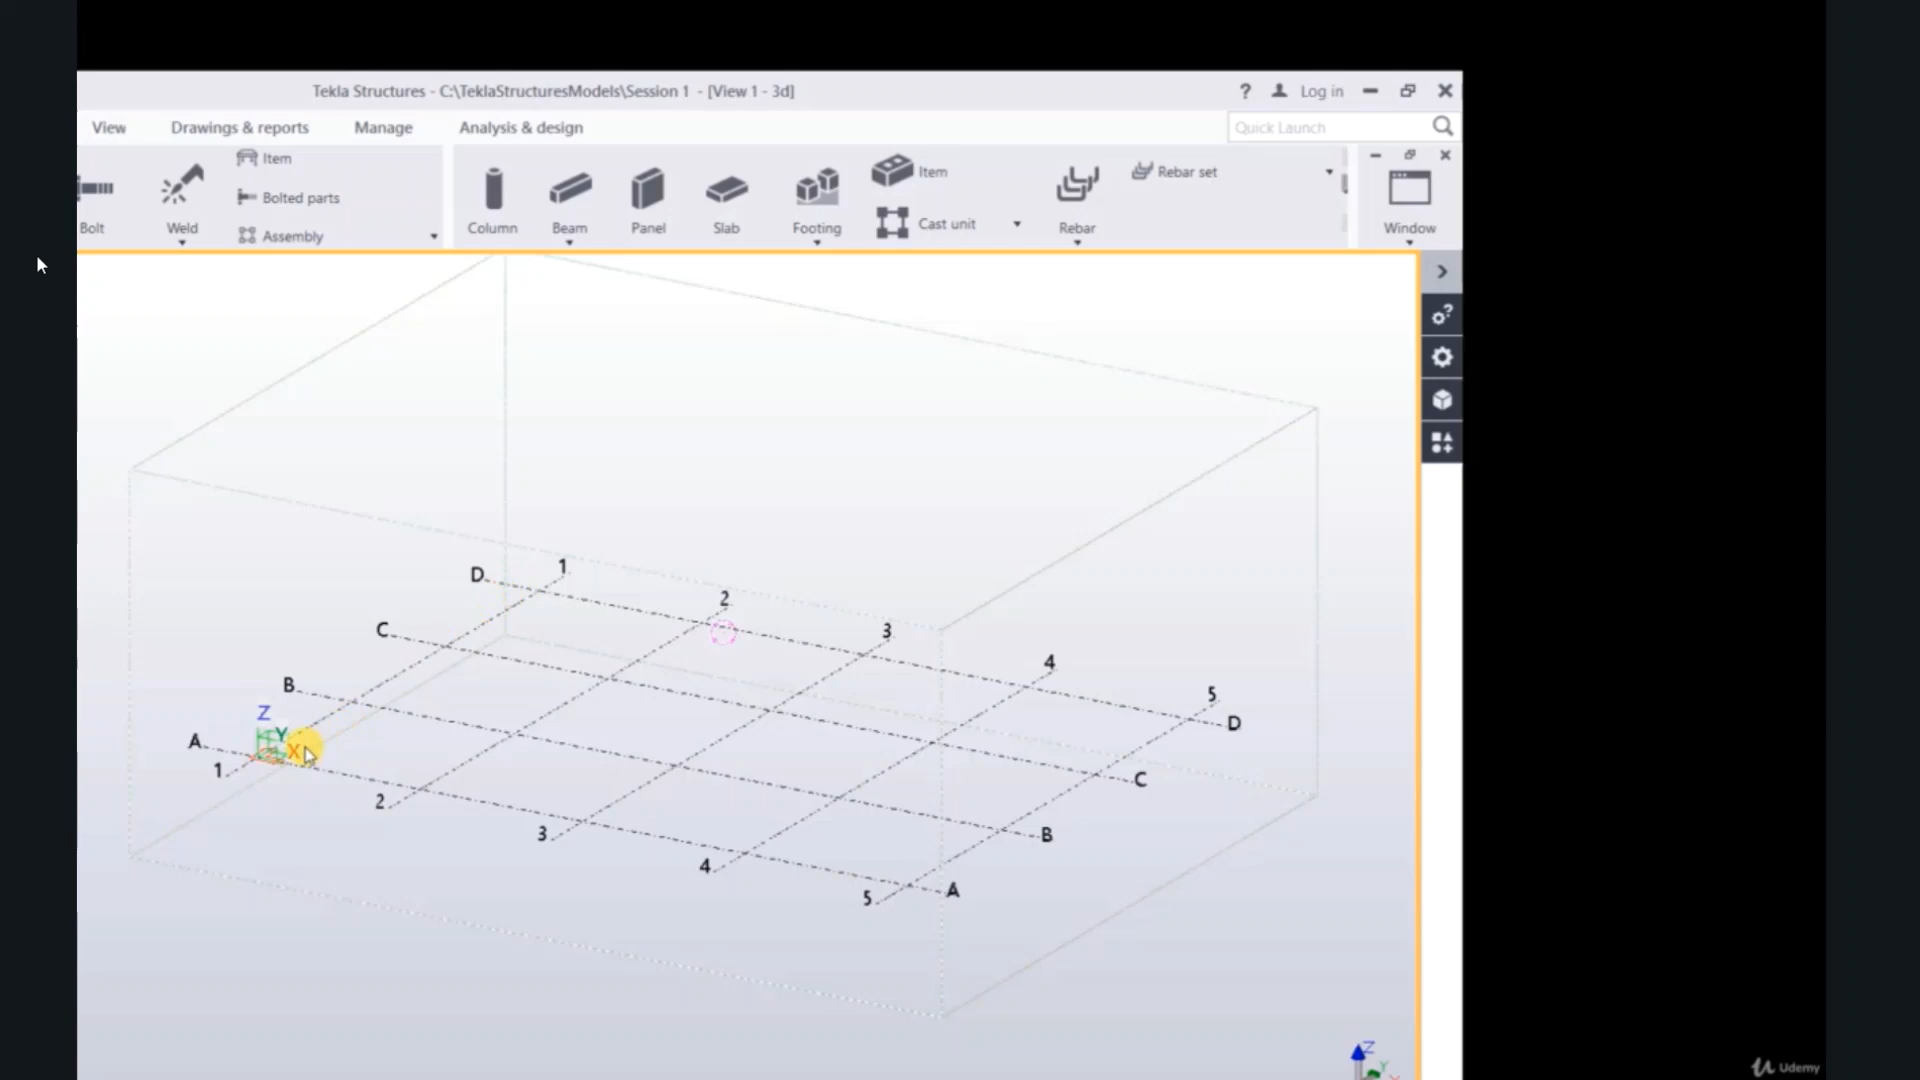 Tekla Structures - C:\TeklaStructuresModels\Session 1 - [View 1 - 3d]
? Log in
View Drawings & reports Manage Analysis & design
Quick Launch
Item
Bolted parts
Assembly
Bolt Weld
Column Beam Panel Slab Footing
Item
Cast unit
Rebar
Rebar set
Window
1
D
2
C
3
4
B
5
Z
D
Y
A
X
1
C
2
3
B
4
A
5
Z
Y
X
Udemy